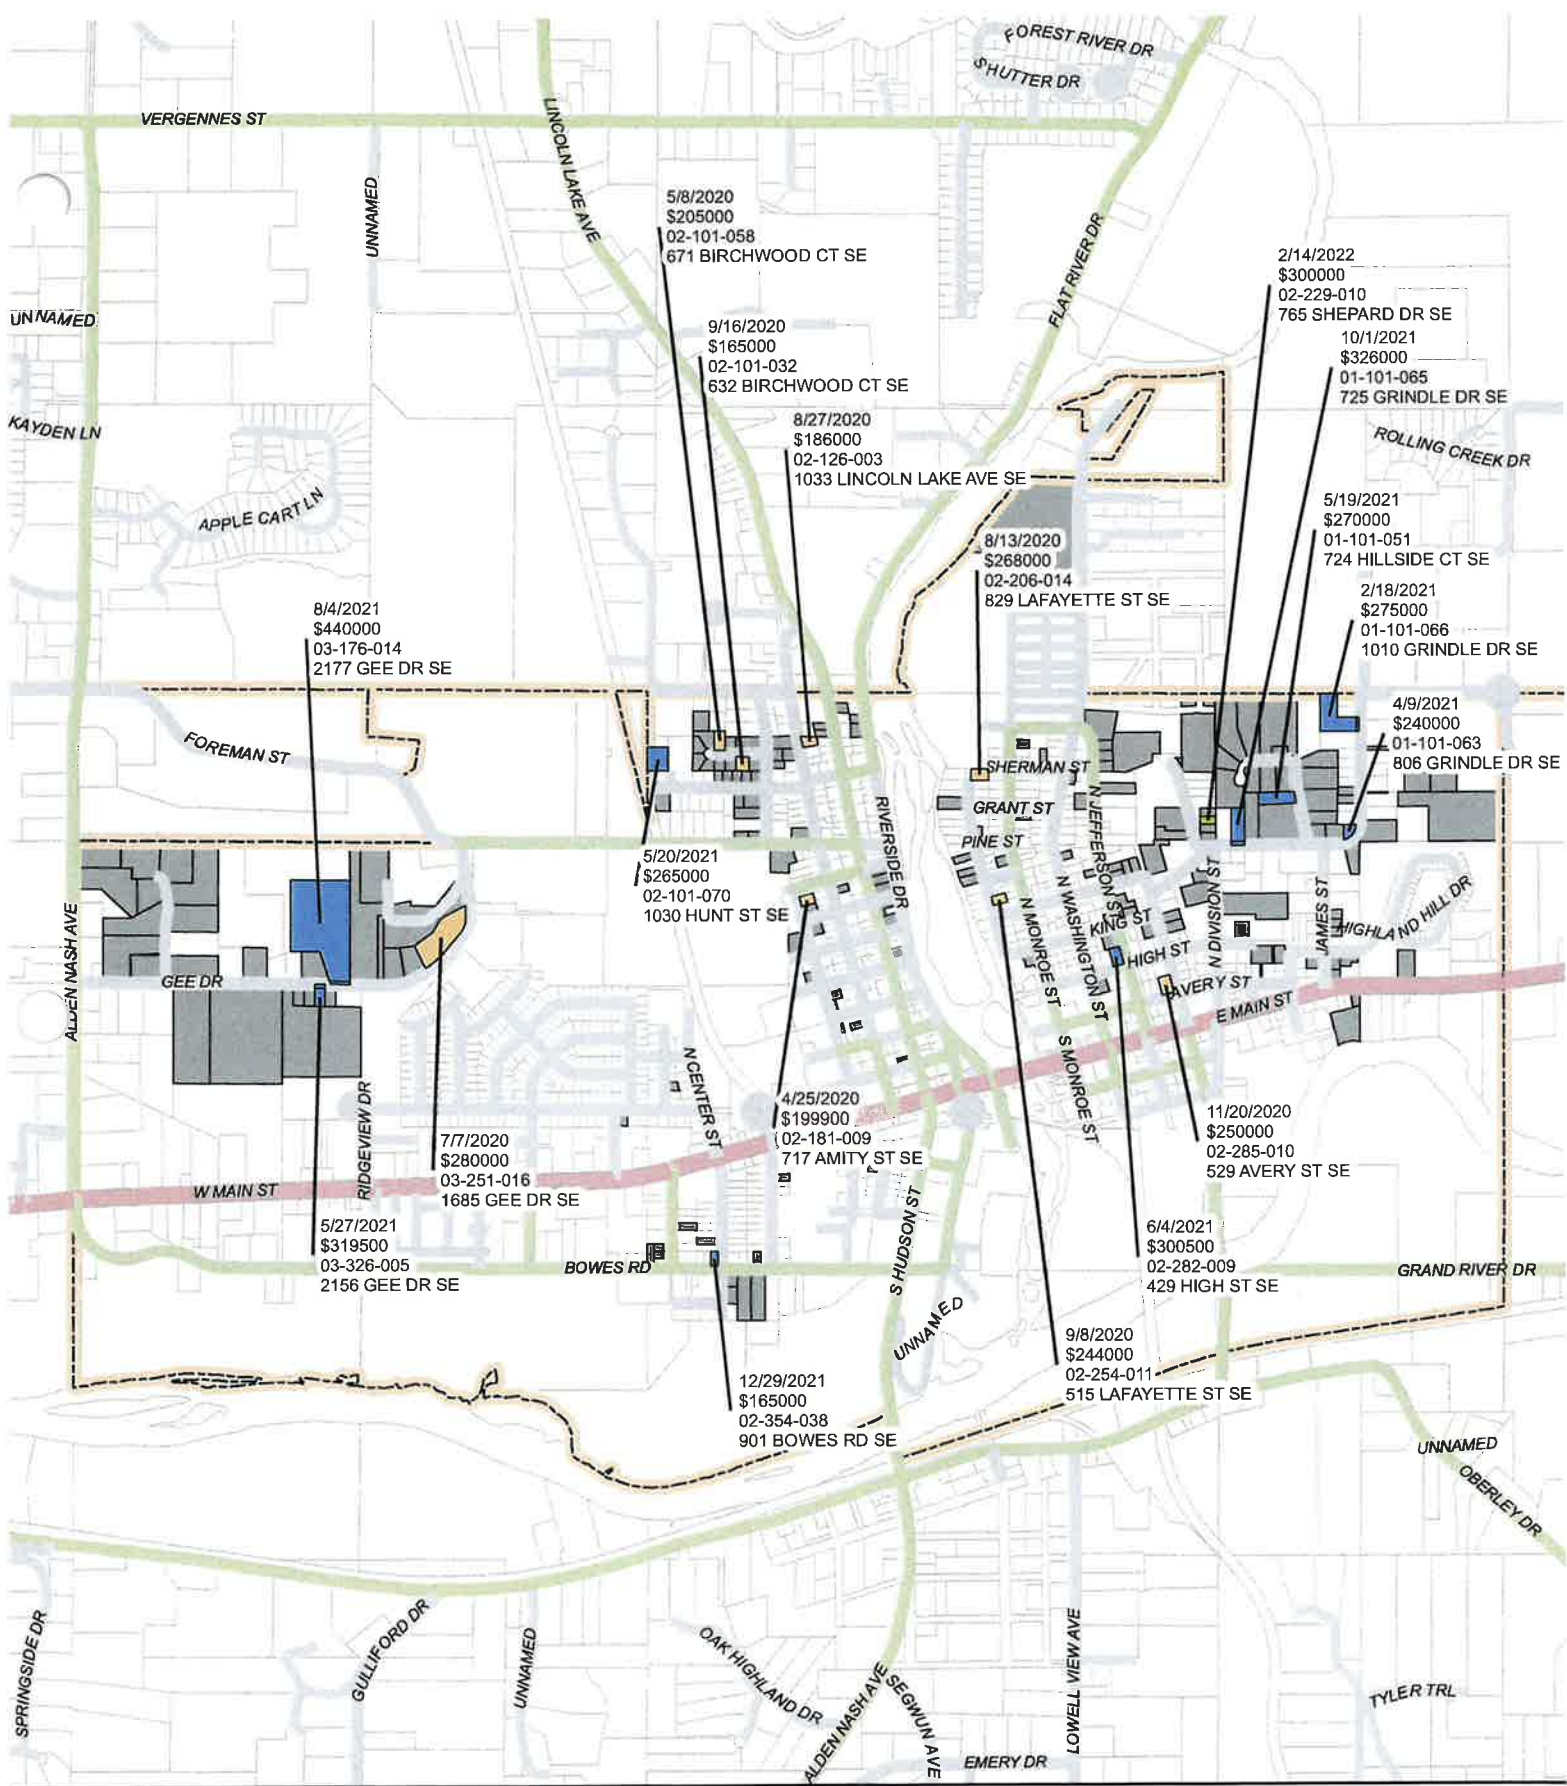 FOREST RIVER DR
SHUTTER DR
VERGENNES ST
LINCOLN LAKE AVE
UNNAMED
FLAT RIVER DR
5/8/2020
$205000
02-101-058
671 BIRCHWOOD CT SE
2/14/2022
$300000
02-229-010
765 SHEPARD DR SE
UNNAMED
9/16/2020
$165000
02-101-032
632 BIRCHWOOD CT SE
10/1/2021
$326000
01-101-065
725 GRINDLE DR SE
KAYDEN LN
8/27/2020
$186000
02-126-003
1033 LINCOLN LAKE AVE SE
ROLLING CREEK DR
APPLE CART LN
5/19/2021
$270000
01-101-051
724 HILLSIDE CT SE
8/13/2020
$268000
02-206-014
829 LAFAYETTE ST SE
2/18/2021
$275000
01-101-066
1010 GRINDLE DR SE
8/4/2021
$440000
03-176-014
2177 GEE DR SE
4/9/2021
$240000
01-101-063
806 GRINDLE DR SE
FOREMAN ST
SHERMAN ST
GRANT ST
PINE ST
RIVERSIDE DR
N JEFFERSON ST
5/20/2021
$265000
02-101-070
1030 HUNT ST SE
ALDEN NASH AVE
N MONROE ST
N WASHINGTON ST
KING ST
HIGH ST
N DIVISION ST
JAMES ST
HIGHLAND HILL DR
GEE DR
AVERY ST
E MAIN ST
RIDGEVIEW DR
N CENTER ST
S MONROE ST
4/25/2020
$199900
02-181-009
717 AMITY ST SE
11/20/2020
$250000
02-285-010
529 AVERY ST SE
7/7/2020
$280000
03-251-016
1685 GEE DR SE
W MAIN ST
5/27/2021
$319500
03-326-005
2156 GEE DR SE
S HUDSON ST
6/4/2021
$300500
02-282-009
429 HIGH ST SE
BOWES RD
GRAND RIVER DR
UNNAMED
9/8/2020
$244000
02-254-011
515 LAFAYETTE ST SE
12/29/2021
$165000
02-354-038
901 BOWES RD SE
UNNAMED
OBERLEY DR
SPRINGSIDE DR
GULLIFORD DR
UNNAMED
OAK HIGHLAND DR
ALDEN NASH AVE
SEGWUN AVE
LOWELL VIEW AVE
EMERY DR
TYLER TRL